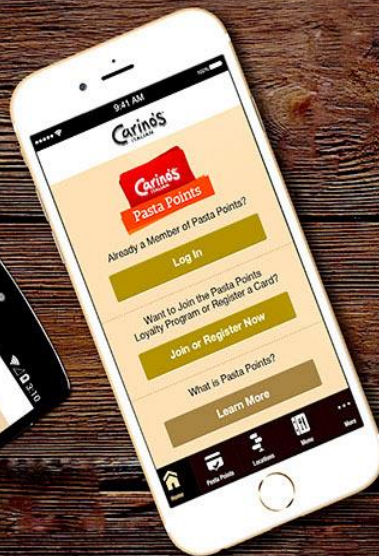 9:41 AM
100%
Carino's
ITALIAN
Carino's
ITALIAN
Pasta Points
Already a Member of Pasta Points?
Log In
Want to Join the Pasta Points
Loyalty Program or Register a Card?
Join or Register Now
What is Pasta Points?
Learn More
Home
Pasta Points
Locations
Menu
More
3:10